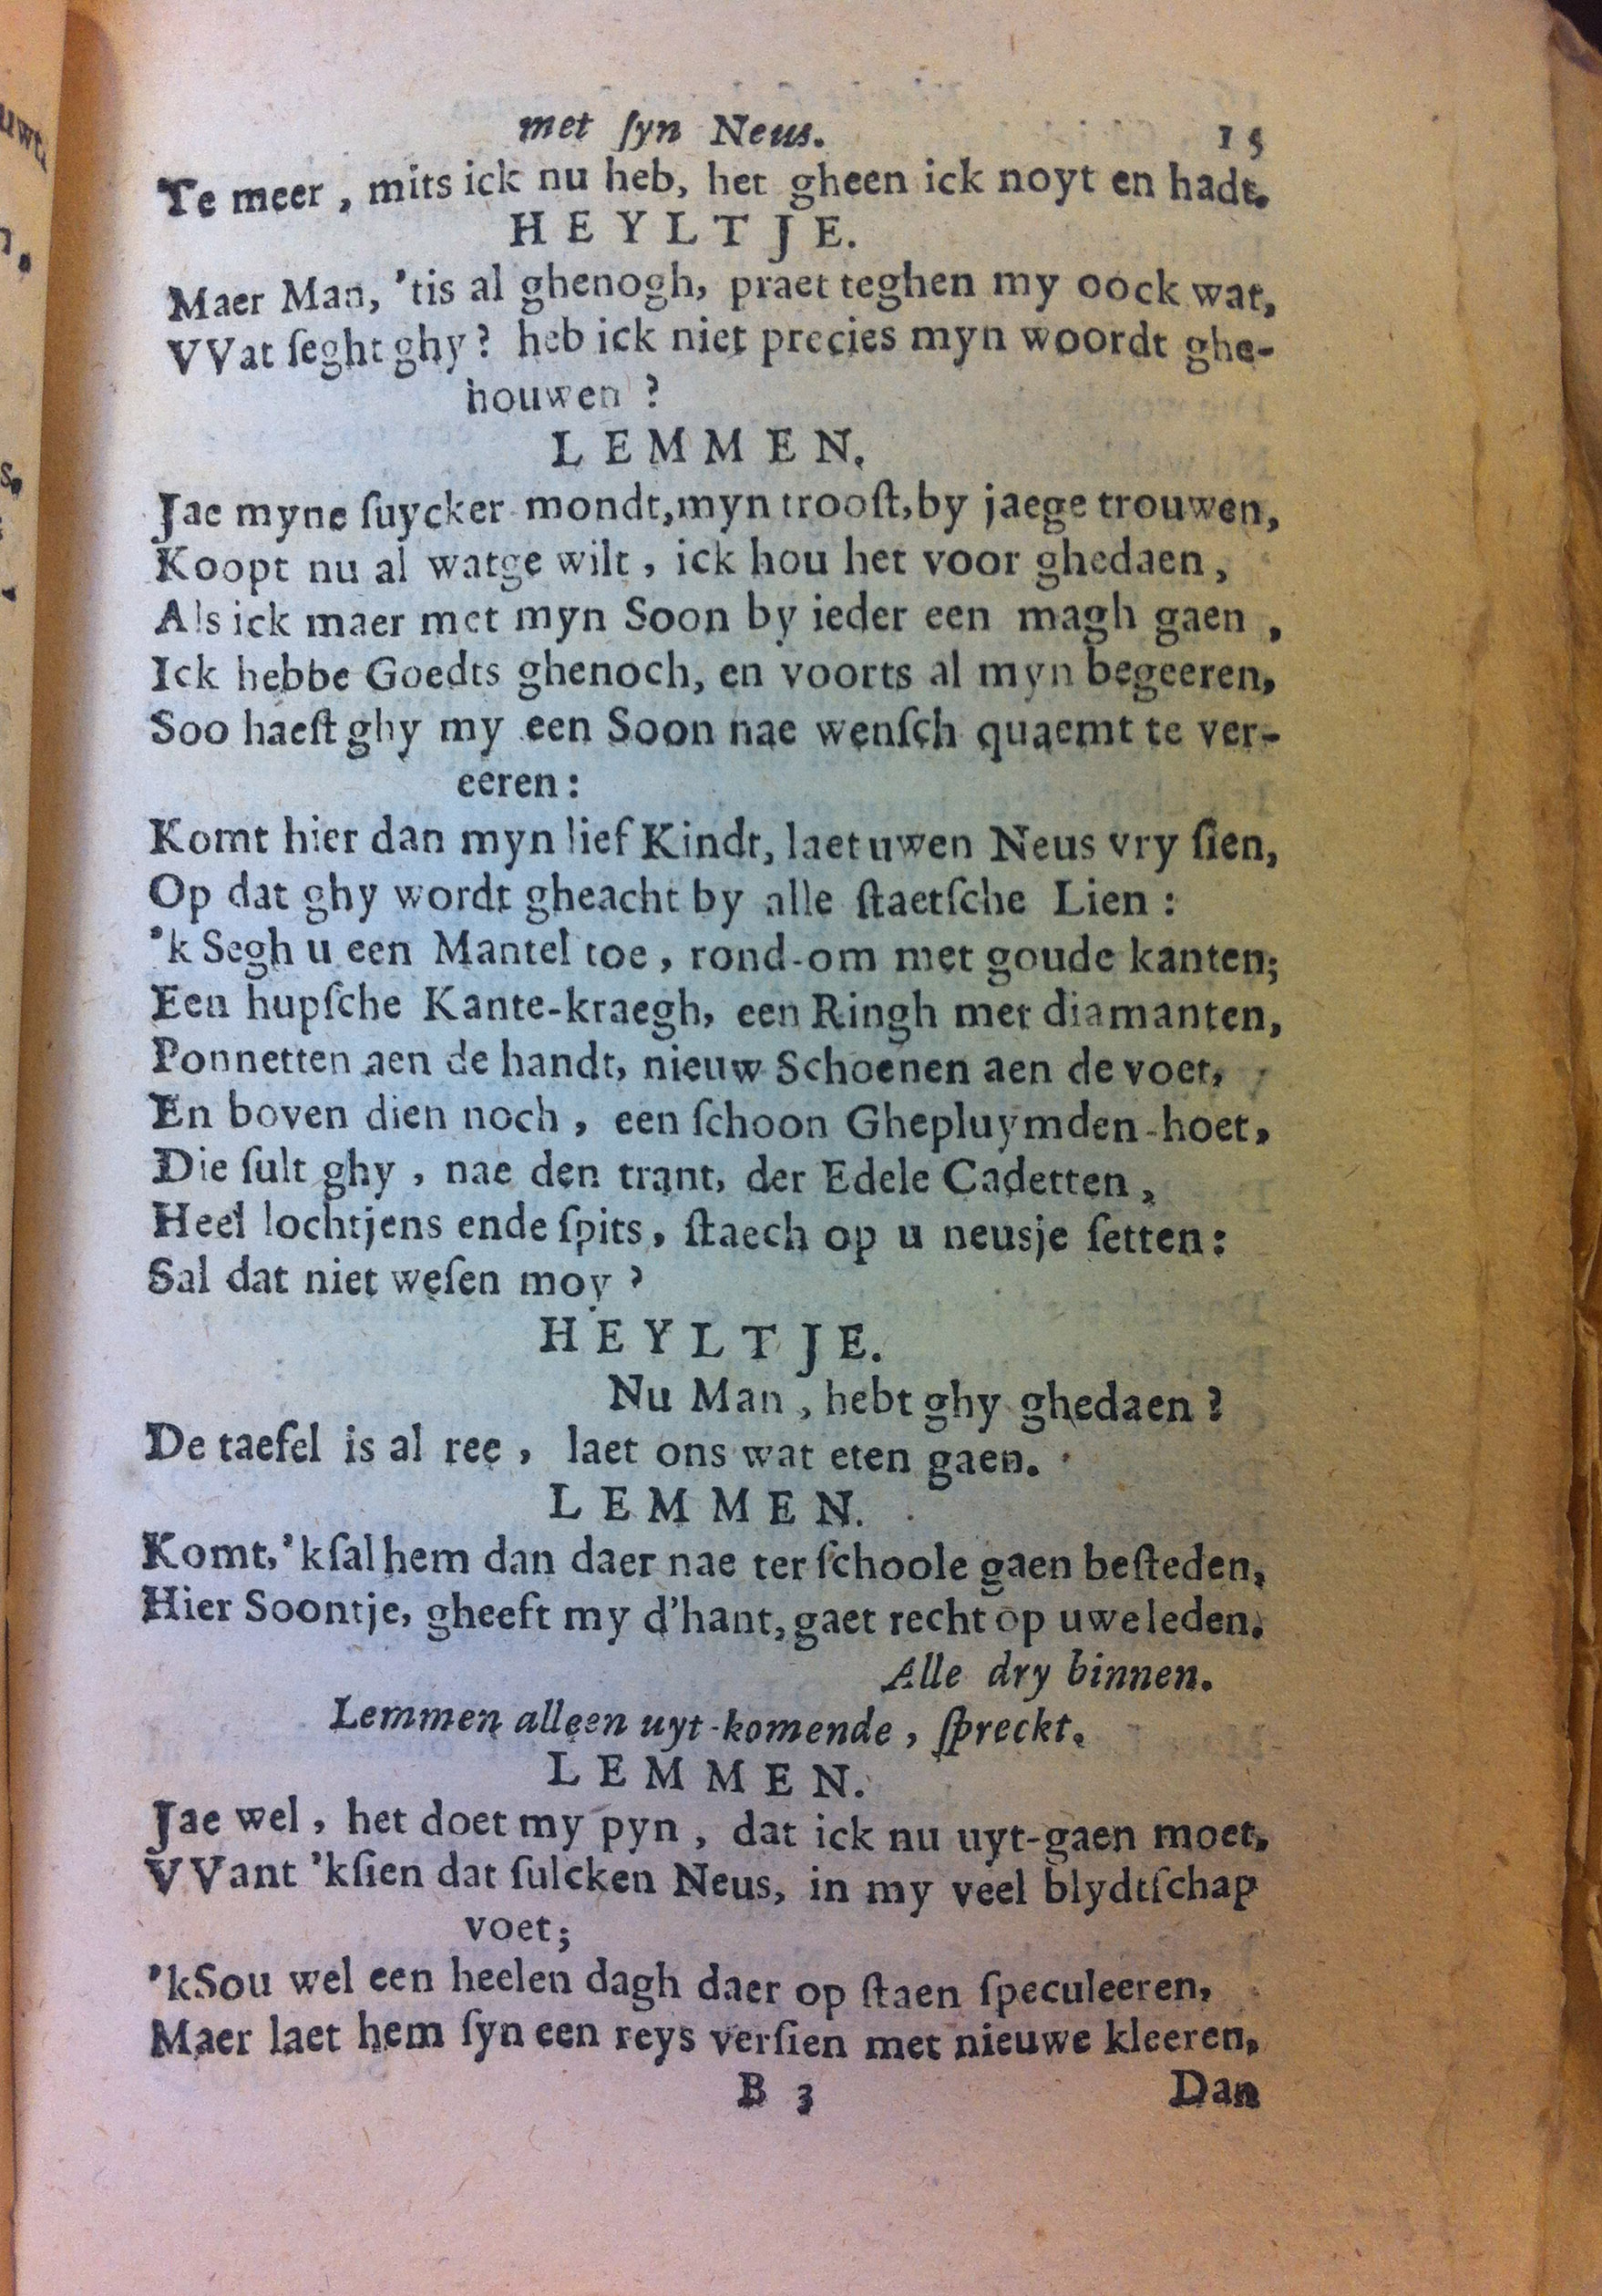 met ſyn Neus. 15
Te meer, mits ick nu heb, het gheen ick noyt en hadt.
HEYLTJE.
Maer Man, 'tis al ghenogh, praet teghen my oock wat,
VVat ſeght ghy? heb ick niet precies myn woordt ghe-
houwen?
LEMMEN.
Jae myne ſuycker mondt, myn trooſt, by jaege trouwen,
Koopt nu al watge wilt, ick hou het voor ghedaen,
Als ick maer met myn Soon by ieder een magh gaen,
Ick hebbe Goedts ghenoch, en voorts al myn begeeren,
Soo haeſt ghy my een Soon nae wenſch quaemt te ver-
eeren:
Komt hier dan myn lief Kindt, laet uwen Neus vry ſien,
Op dat ghy wordt gheacht by alle ſtaetſche Lien:
'k Segh u een Mantel toe, rond-om met goude kanten;
Een hupſche Kante-kraegh, een Ringh met diamanten,
Ponnetten aen de handt, nieuw Schoenen aen de voet,
En boven dien noch, een ſchoon Ghepluymden-hoet,
Die ſult ghy, nae den trant, der Edele Cadetten,
Heel lochtjens ende ſpits, ſtaech op u neusje ſetten:
Sal dat niet weſen moy?
HEYLTJE.
Nu Man, hebt ghy ghedaen?
De taefel is al ree, laet ons wat eten gaen.
LEMMEN.
Komt, 'kſal hem dan daer nae ter ſchoole gaen beſteden,
Hier Soontje, gheeft my d'hant, gaet recht op uwe leden.
Alle dry binnen.
Lemmen alleen uyt-komende, ſpreckt.
LEMMEN.
Jae wel, het doet my pyn, dat ick nu uyt-gaen moet,
VVant 'kſien dat ſulcken Neus, in my veel blydtſchap
voet;
'kSou wel een heelen dagh daer op ſtaen ſpeculeeren,
Maer laet hem ſyn een reys verſien met nieuwe kleeren,
B 3 Dan